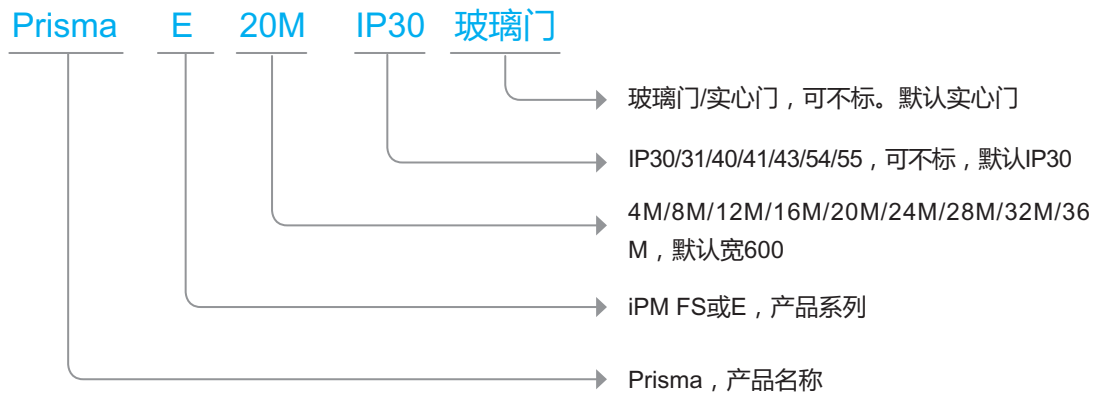 Prisma E 20M IP30 玻璃门
玻璃门/实心门，可不标。默认实心门
IP30/31/40/41/43/54/55，可不标，默认IP30
4M/8M/12M/16M/20M/24M/28M/32M/36
M，默认宽600
iPM FS或E，产品系列
Prisma，产品名称